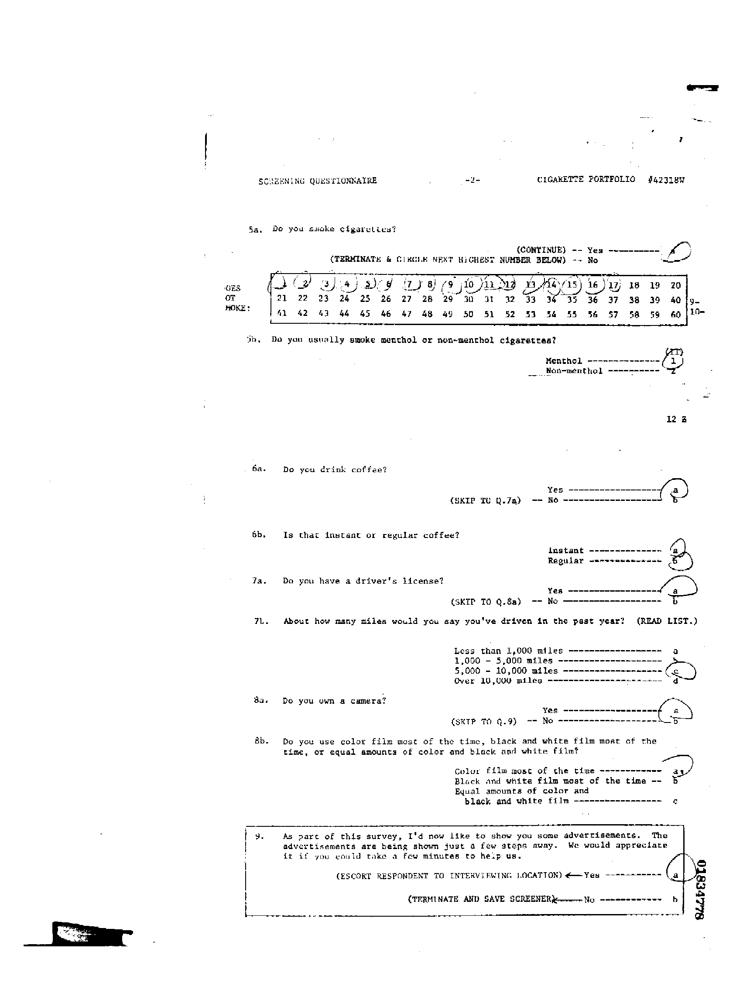 SCREENING QUESTIONNAIRE -2- CIGARETTE PORTFOLIO #42318W
5a. Do you smoke cigarettes?
(CONTINUE) -- Yes ----------
(TERMINATE & CIRCLE NEXT HIGHEST NUMBER BELOW) -- No
OES 1 2 3 4 5 6 7 8 9 10 11 12 13 14 15 16 17 18 19 20
OT 21 22 23 24 25 26 27 28 29 30 31 32 33 34 35 36 37 38 39 40 9-
MOKE: 41 42 43 44 45 46 47 48 49 50 51 52 53 54 55 56 57 58 59 60 10-
5b. Do you usually smoke menthol or non-menthol cigarettes?
(11)
Menthol -------------- 1
Non-menthol ---------- 2
12 Z
6a. Do you drink coffee?
Yes ------------------ a
(SKIP TO Q.7a) -- No ------------------- b
6b. Is that instant or regular coffee?
Instant -------------- a
Regular -------------- b
7a. Do you have a driver's license?
Yes ------------------ a
(SKIP TO Q.8a) -- No ------------------- b
7b. About how many miles would you say you've driven in the past year? (READ LIST.)
Less than 1,000 miles ------------------ a
1,000 - 5,000 miles -------------------- b
5,000 - 10,000 miles ------------------- c
Over 10,000 miles ---------------------- d
8a. Do you own a camera?
Yes ------------------ a
(SKIP TO Q.9) -- No ------------------- b
8b. Do you use color film most of the time, black and white film most of the
time, or equal amounts of color and black and white film?
Color film most of the time ------------ a
Black and white film most of the time -- b
Equal amounts of color and
black and white film ----------------- c
9. As part of this survey, I'd now like to show you some advertisements. The
advertisements are being shown just a few steps away. We would appreciate
it if you could take a few minutes to help us.
(ESCORT RESPONDENT TO INTERVIEWING LOCATION) ←Yes ----------- a
(TERMINATE AND SAVE SCREENER) ←No ------------ b
01834778